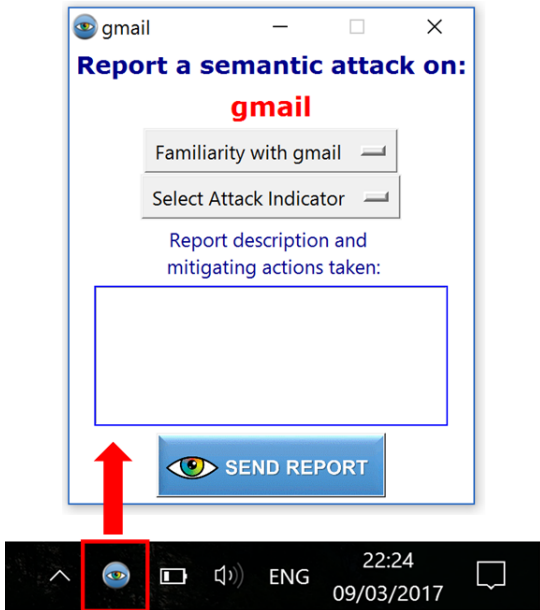 gmail
Report a semantic attack on:
gmail
Familiarity with gmail
Select Attack Indicator
Report description and
mitigating actions taken:
SEND REPORT
ENG
22:24
09/03/2017